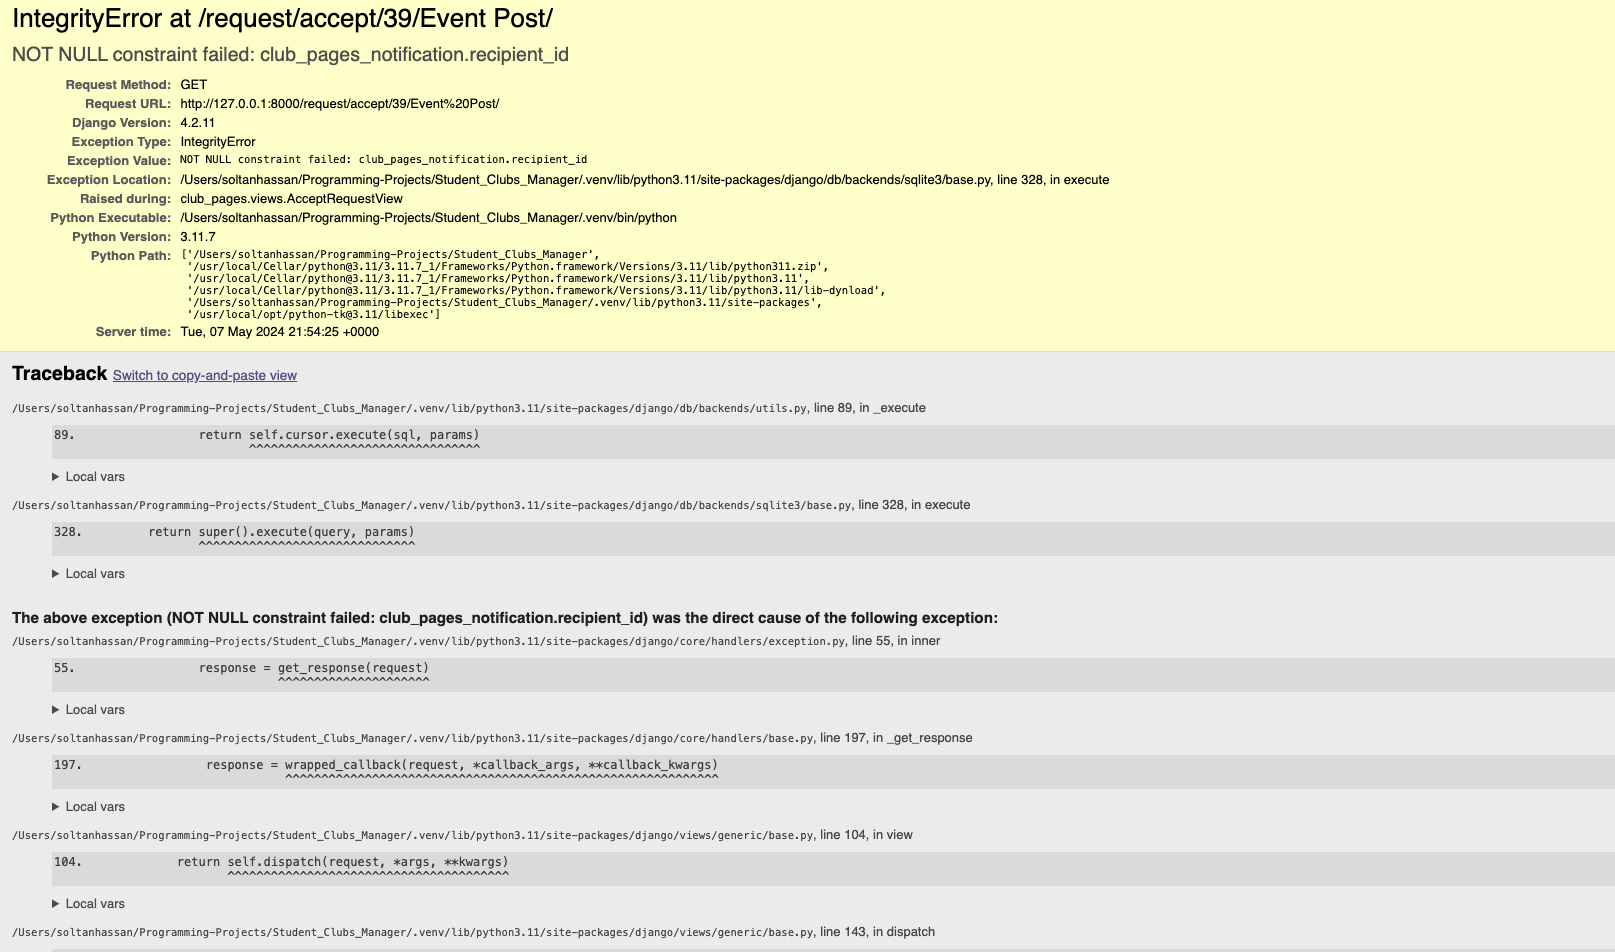 IntegrityError at /request/accept/39/Event Post/
NOT NULL constraint failed: club_pages_notification.recipient_id
Request Method: GET
Request URL: http://127.0.0.1:8000/request/accept/39/Event%20Post/
Django Version: 4.2.11
Exception Type: IntegrityError
Exception Value: NOT NULL constraint failed: club_pages_notification.recipient_id
Exception Location: /Users/soltanhassan/Programming-Projects/Student_Clubs_Manager/.venv/lib/python3.11/site-packages/django/db/backends/sqlite3/base.py, line 328, in execute
Raised during: club_pages.views.AcceptRequestView
Python Executable: /Users/soltanhassan/Programming-Projects/Student_Clubs_Manager/.venv/bin/python
Python Version: 3.11.7
Python Path: ['/Users/soltanhassan/Programming-Projects/Student_Clubs_Manager',
'/usr/local/Cellar/python@3.11/3.11.7_1/Frameworks/Python.framework/Versions/3.11/lib/python311.zip',
'/usr/local/Cellar/python@3.11/3.11.7_1/Frameworks/Python.framework/Versions/3.11/lib/python3.11',
'/usr/local/Cellar/python@3.11/3.11.7_1/Frameworks/Python.framework/Versions/3.11/lib/python3.11/lib-dynload',
'/Users/soltanhassan/Programming-Projects/Student_Clubs_Manager/.venv/lib/python3.11/site-packages',
'/usr/local/opt/python-tk@3.11/libexec']
Server time: Tue, 07 May 2024 21:54:25 +0000
Traceback Switch to copy-and-paste view
/Users/soltanhassan/Programming-Projects/Student_Clubs_Manager/.venv/lib/python3.11/site-packages/django/db/backends/utils.py, line 89, in _execute
89. return self.cursor.execute(sql, params)
^^^^^^^^^^^^^^^^^^^^^^^^^^^^^^^^
► Local vars
/Users/soltanhassan/Programming-Projects/Student_Clubs_Manager/.venv/lib/python3.11/site-packages/django/db/backends/sqlite3/base.py, line 328, in execute
328. return super().execute(query, params)
^^^^^^^^^^^^^^^^^^^^^^^^^^^^^^
► Local vars
The above exception (NOT NULL constraint failed: club_pages_notification.recipient_id) was the direct cause of the following exception:
/Users/soltanhassan/Programming-Projects/Student_Clubs_Manager/.venv/lib/python3.11/site-packages/django/core/handlers/exception.py, line 55, in inner
55. response = get_response(request)
^^^^^^^^^^^^^^^^^^^^^
► Local vars
/Users/soltanhassan/Programming-Projects/Student_Clubs_Manager/.venv/lib/python3.11/site-packages/django/core/handlers/base.py, line 197, in _get_response
197. response = wrapped_callback(request, *callback_args, **callback_kwargs)
^^^^^^^^^^^^^^^^^^^^^^^^^^^^^^^^^^^^^^^^^^^^^^^^^^^^^^^^^^^^
► Local vars
/Users/soltanhassan/Programming-Projects/Student_Clubs_Manager/.venv/lib/python3.11/site-packages/django/views/generic/base.py, line 104, in view
104. return self.dispatch(request, *args, **kwargs)
^^^^^^^^^^^^^^^^^^^^^^^^^^^^^^^^^^^^^^^
► Local vars
/Users/soltanhassan/Programming-Projects/Student_Clubs_Manager/.venv/lib/python3.11/site-packages/django/views/generic/base.py, line 143, in dispatch